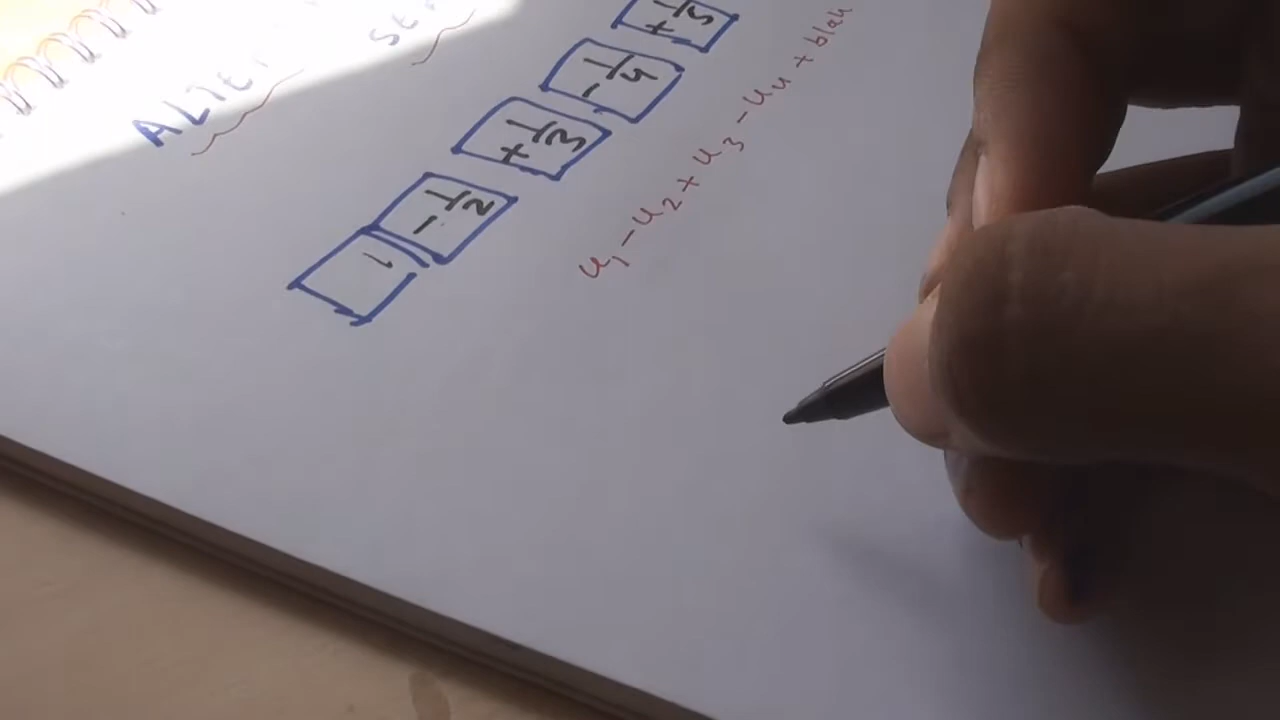 1 - 1/2 + 1/3 - 1/4 + 1/5
u₁ - u₂ + u₃ - u₄ + blah